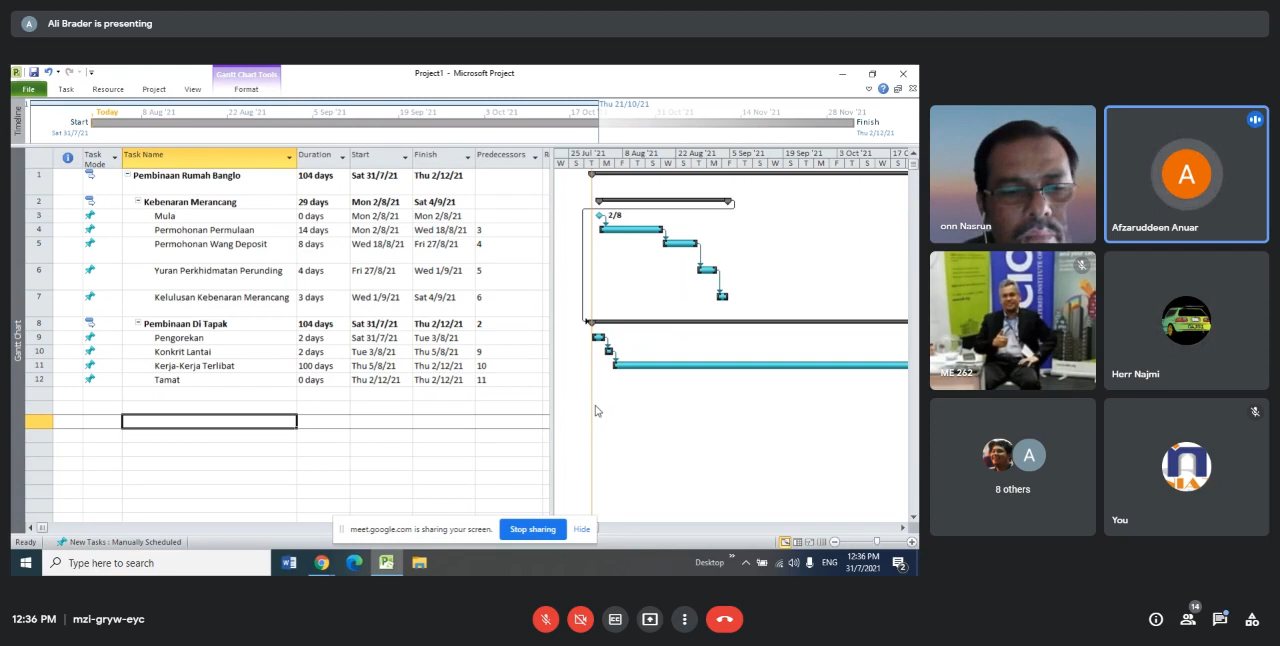 A Ali Brader is presenting
Gantt Chart Tools
Project1 - Microsoft Project
File Task Resource Project View Format
Timeline
Thu 21/10/21
Today 8 Aug '21 22 Aug '21 5 Sep '21 19 Sep '21 3 Oct '21 17 Oct 31 Oct '21 14 Nov '21 28 Nov '21
Start Finish
Sat 31/7/21 Thu 2/12/21
Task Mode Task Name Duration Start Finish Predecessors R
25 Jul '21 8 Aug '21 22 Aug '21 5 Sep '21 19 Sep '21 3 Oct '21 17 O
W S T M F T S W S T M F T S W S T M F T S W S
1 Pembinaan Rumah Banglo 104 days Sat 31/7/21 Thu 2/12/21
2 Kebenaran Merancang 29 days Mon 2/8/21 Sat 4/9/21
3 Mula 0 days Mon 2/8/21 Mon 2/8/21 2/8
4 Permohonan Permulaan 14 days Mon 2/8/21 Wed 18/8/21 3
5 Permohonan Wang Deposit 8 days Wed 18/8/21 Fri 27/8/21 4
6 Yuran Perkhidmatan Perunding 4 days Fri 27/8/21 Wed 1/9/21 5
7 Kelulusan Kebenaran Merancang 3 days Wed 1/9/21 Sat 4/9/21 6
8 Pembinaan Di Tapak 104 days Sat 31/7/21 Thu 2/12/21 2
9 Pengorekan 2 days Sat 31/7/21 Tue 3/8/21
10 Konkrit Lantai 2 days Tue 3/8/21 Thu 5/8/21 9
11 Kerja-Kerja Terlibat 100 days Thu 5/8/21 Thu 2/12/21 10
12 Tamat 0 days Thu 2/12/21 Thu 2/12/21 11
Gantt Chart
meet.google.com is sharing your screen. Stop sharing Hide
Ready New Tasks : Manually Scheduled
Type here to search
Desktop ENG 12:36 PM
31/7/2021 2
onn Nasrun
A
Afzaruddeen Anuar
ME 262
Herr Najmi
A
8 others
You
12:36 PM | mzi-gryw-eyc
14